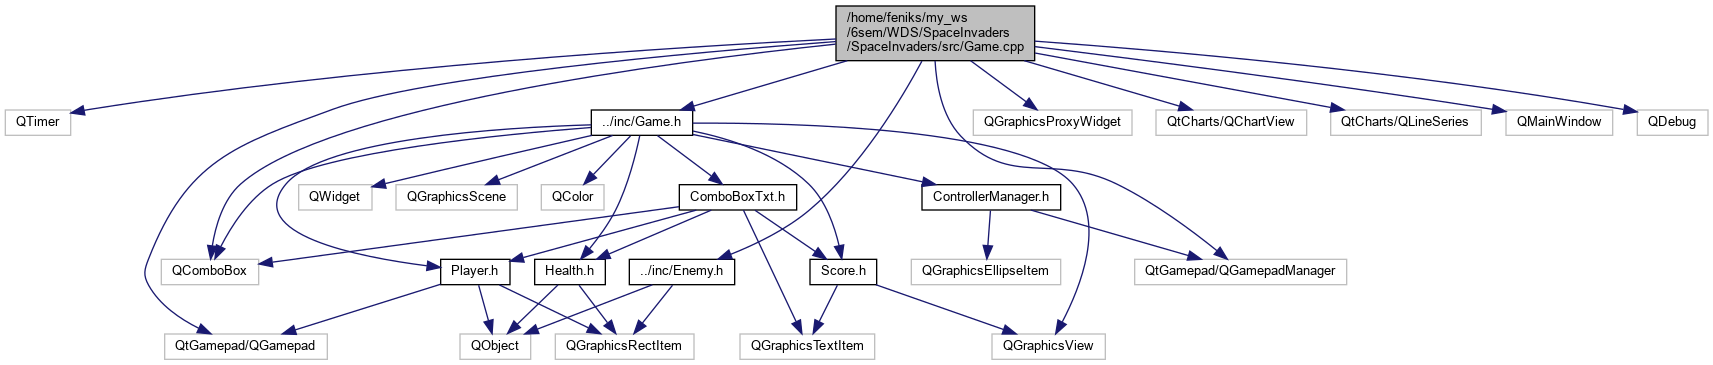 /home/feniks/my_ws
/6sem/WDS/SpaceInvaders
/SpaceInvaders/src/Game.cpp
QTimer
../inc/Game.h
QGraphicsProxyWidget
QtCharts/QChartView
QtCharts/QLineSeries
QMainWindow
QDebug
QWidget
QGraphicsScene
QColor
ComboBoxTxt.h
ControllerManager.h
QComboBox
Player.h
Health.h
../inc/Enemy.h
Score.h
QGraphicsEllipseItem
QtGamepad/QGamepadManager
QtGamepad/QGamepad
QObject
QGraphicsRectItem
QGraphicsTextItem
QGraphicsView